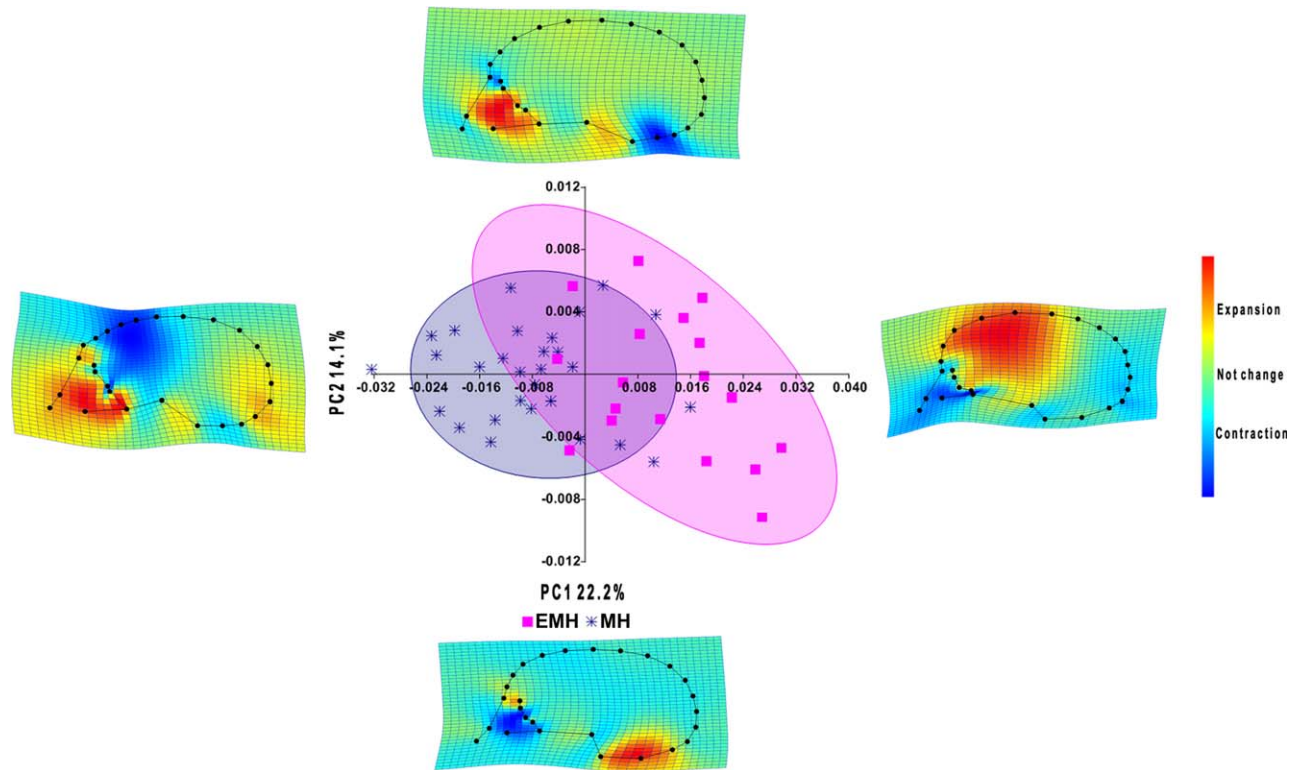 0.012
0.008
0.004
-0.032 -0.024 -0.016 -0.008 0.008 0.016 0.024 0.032 0.040
-0.004
-0.008
-0.012
PC2 14.1%
PC1 22.2%
EMH MH
Expansion
Not change
Contraction